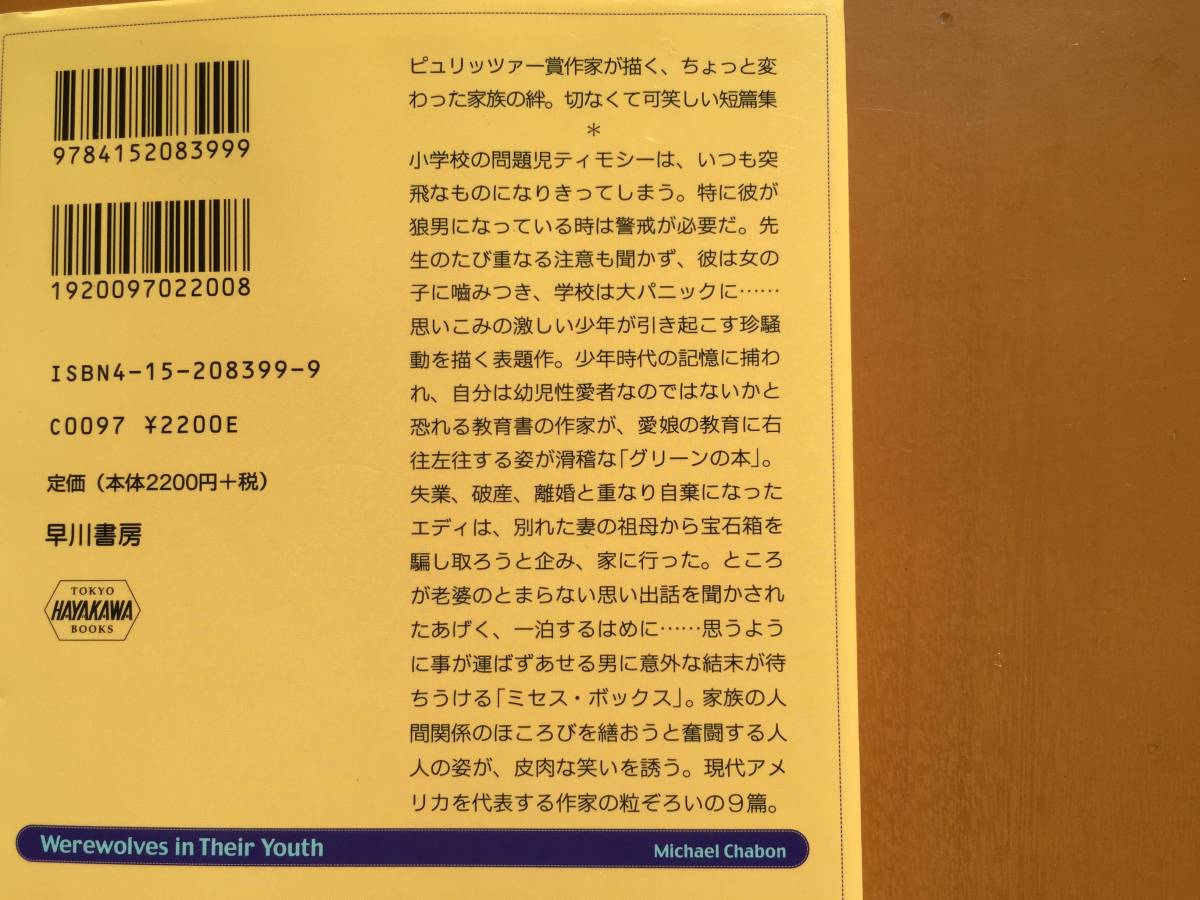 9784152083999
1920097022008
ISBN4-15-208399-9
C0097 ¥2200E
定価（本体2200円+税）
早川書房
TOKYO
HAYAKAWA
BOOKS
ピュリッツァー賞作家が描く、ちょっと変
わった家族の絆。切なくて可笑しい短篇集
＊
小学校の問題児ティモシーは、いつも突
飛なものになりきってしまう。特に彼が
狼男になっている時は警戒が必要だ。先
生のたび重なる注意も聞かず、彼は女の
子に嚙みつき、学校は大パニックに……
思いこみの激しい少年が引き起こす珍騒
動を描く表題作。少年時代の記憶に捕わ
れ、自分は幼児性愛者なのではないかと
恐れる教育書の作家が、愛娘の教育に右
往左往する姿が滑稽な「グリーンの本」。
失業、破産、離婚と重なり自棄になった
エディは、別れた妻の祖母から宝石箱を
騙し取ろうと企み、家に行った。ところ
が老婆のとまらない思い出話を聞かされ
たあげく、一泊するはめに……思うよう
に事が運ばずあせる男に意外な結末が待
ちうける「ミセス・ボックス」。家族の人
間関係のほころびを繕おうと奮闘する人
人の姿が、皮肉な笑いを誘う。現代アメ
リカを代表する作家の粒ぞろいの9篇。
Werewolves in Their Youth
Michael Chabon